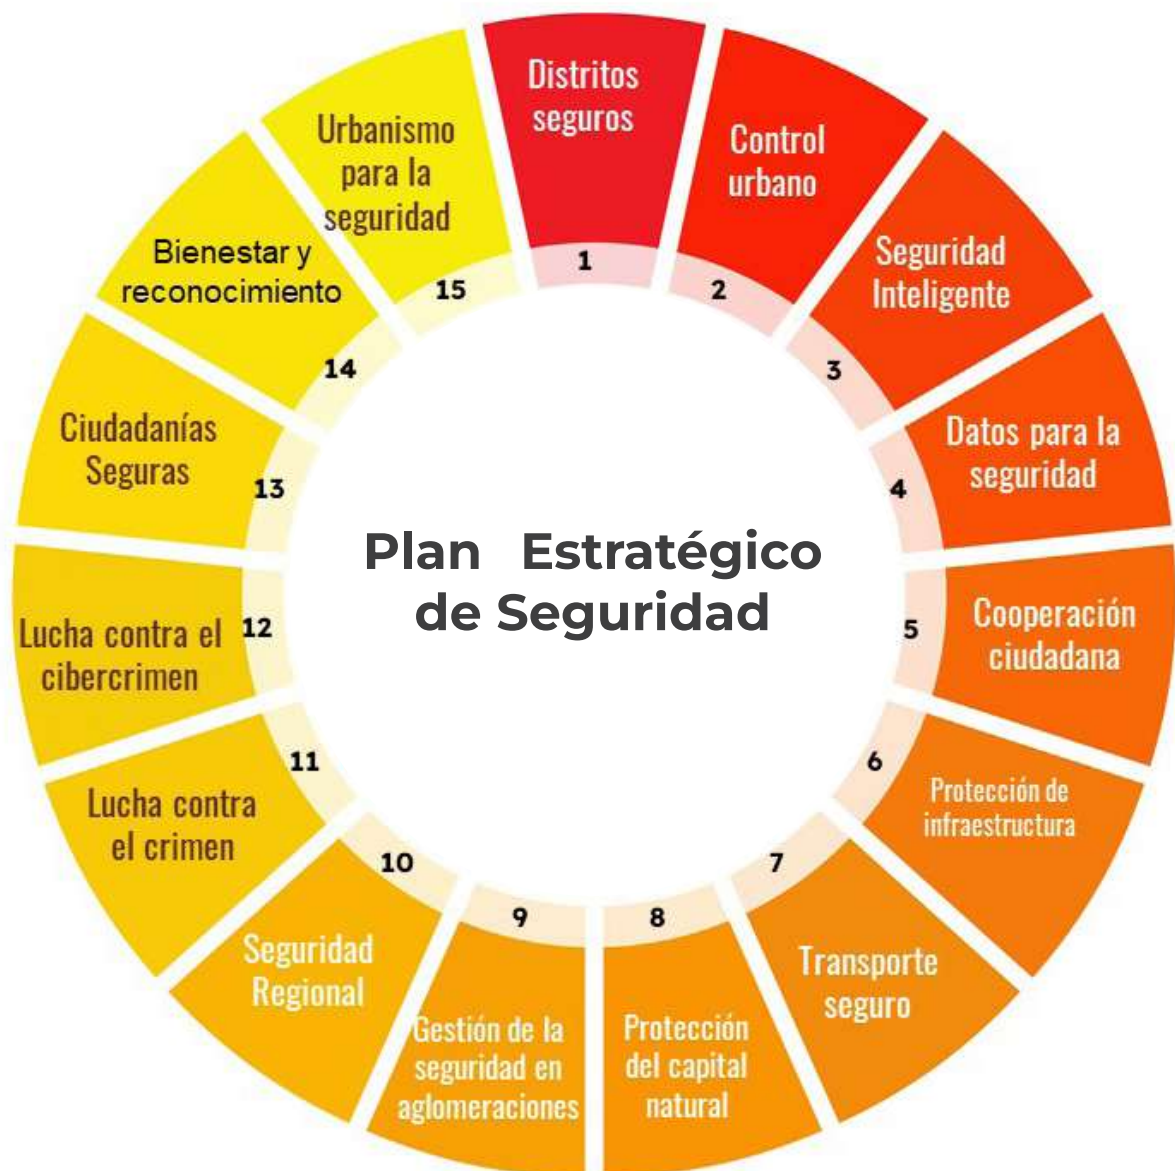 Distritos
seguros
1
Control
urbano
2
Seguridad
Inteligente
3
Datos para la
seguridad
4
Cooperación
ciudadana
5
Protección de
infraestructura
6
Transporte
seguro
7
Protección
del capital
natural
8
Gestión de la
seguridad en
aglomeraciones
9
Seguridad
Regional
10
Lucha contra
el crimen
11
Lucha contra el
cibercrimen
12
Ciudadanías
Seguras
13
Bienestar y
reconocimiento
14
Urbanismo
para la
seguridad
15
Plan Estratégico
de Seguridad